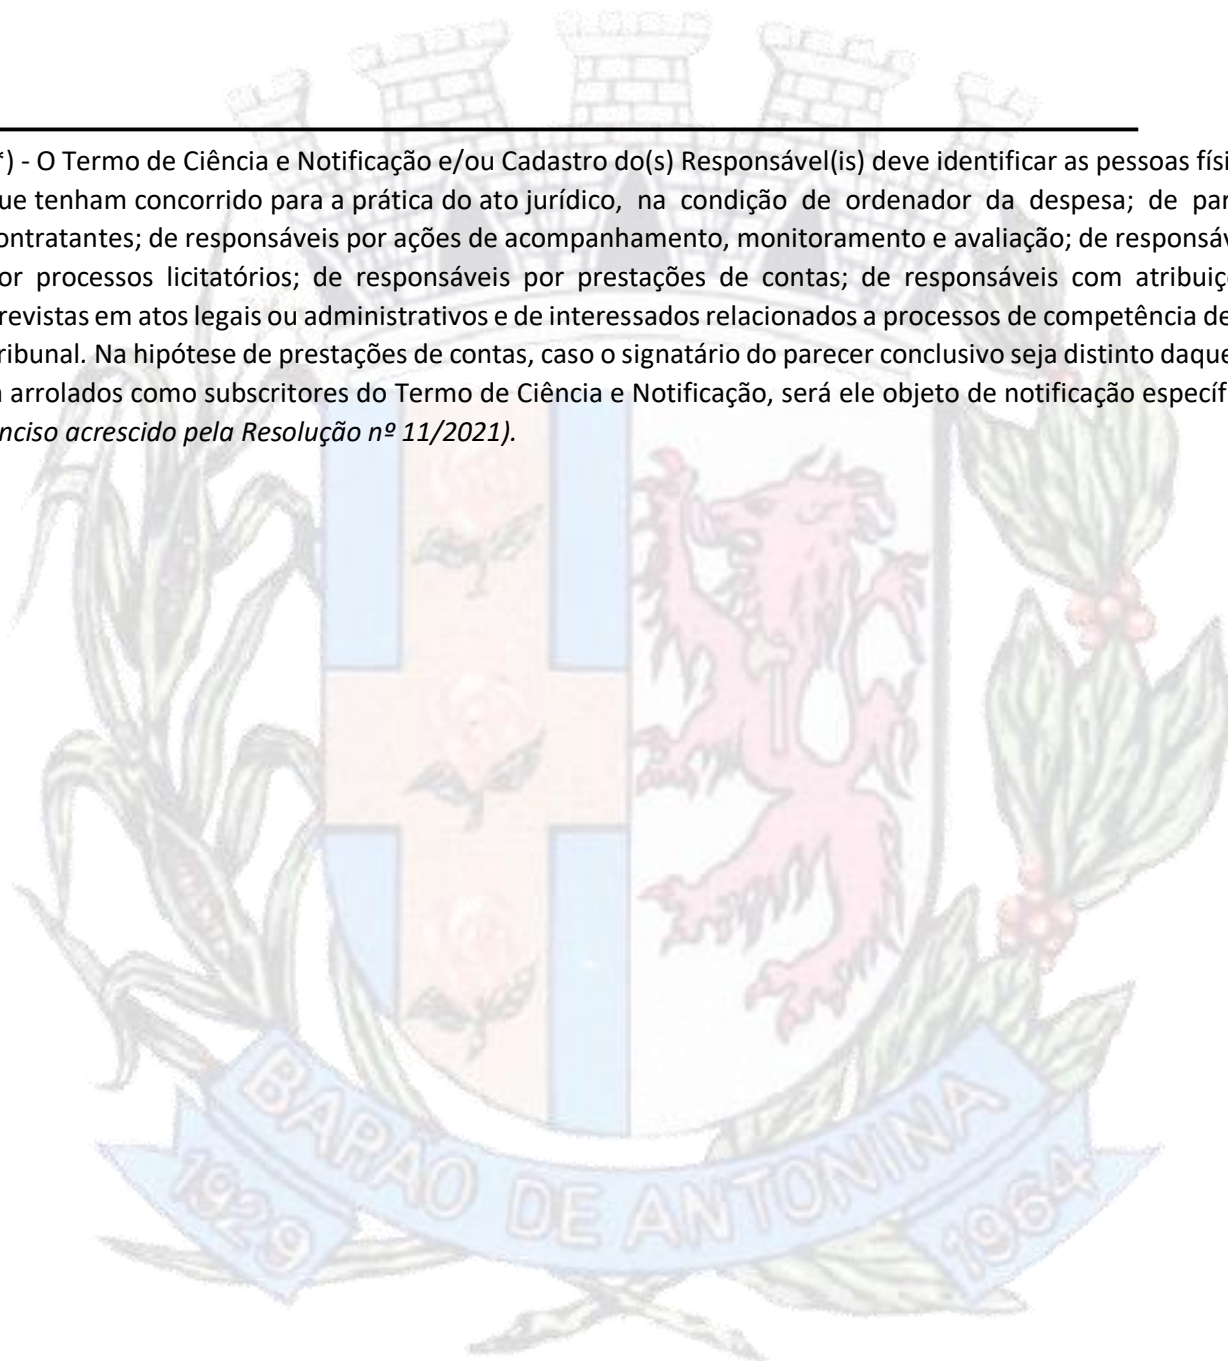 *) - O Termo de Ciência e Notificação e/ou Cadastro do(s) Responsável(is) deve identificar as pessoas físi
ue tenham concorrido para a prática do ato jurídico, na condição de ordenador da despesa; de par
ontratantes; de responsáveis por ações de acompanhamento, monitoramento e avaliação; de responsáv
or processos licitatórios; de responsáveis por prestações de contas; de responsáveis com atribuiç
revistas em atos legais ou administrativos e de interessados relacionados a processos de competência de
ribunal. Na hipótese de prestações de contas, caso o signatário do parecer conclusivo seja distinto daque
arrolados como subscritores do Termo de Ciência e Notificação, será ele objeto de notificação específ
nciso acrescido pela Resolução nº 11/2021).
BARÃO DE ANTONINA
1929
1964